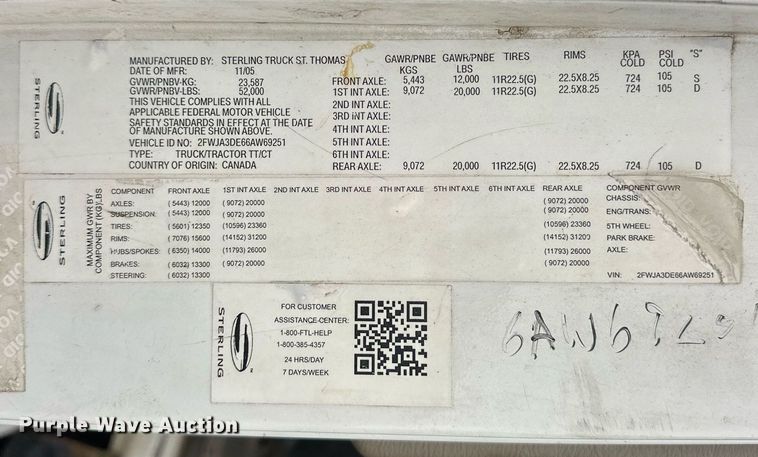 STERLING
MANUFACTURED BY: STERLING TRUCK ST. THOMAS
DATE OF MFR: 11/05
GVWR/PNBV-KG: 23,587
GVWR/PNBV-LBS: 52,000
THIS VEHICLE COMPLIES WITH ALL
APPLICABLE FEDERAL MOTOR VEHICLE
SAFETY STANDARDS IN EFFECT AT THE DATE
OF MANUFACTURE SHOWN ABOVE.
VEHICLE ID NO: 2FWJA3DE66AW69251
TYPE: TRUCK/TRACTOR TT/CT
COUNTRY OF ORIGIN: CANADA
GAWR/PNBE KGS GAWR/PNBE LBS TIRES RIMS KPA COLD PSI COLD "S"
FRONT AXLE: 5,443 12,000 11R22.5(G) 22.5X8.25 724 105 S
1ST INT AXLE: 9,072 20,000 11R22.5(G) 22.5X8.25 724 105 D
2ND INT AXLE:
3RD INT AXLE:
4TH INT AXLE:
5TH INT AXLE:
6TH INT AXLE:
REAR AXLE: 9,072 20,000 11R22.5(G) 22.5X8.25 724 105 D
STERLING
MAXIMUM GWR BY
COMPONENT (KG)LBS
COMPONENT FRONT AXLE 1ST INT AXLE 2ND INT AXLE 3RD INT AXLE 4TH INT AXLE 5TH INT AXLE 6TH INT AXLE REAR AXLE COMPONENT GVWR
AXLES: (5443) 12000 (9072) 20000 (9072) 20000 CHASSIS:
SUSPENSION: (5443) 12000 (9072) 20000 (9072) 20000 ENG/TRANS:
TIRES: (5601) 12350 (10596) 23360 (10596) 23360 5TH WHEEL:
RIMS: (7076) 15600 (14152) 31200 (14152) 31200 PARK BRAKE:
HUBS/SPOKES: (6350) 14000 (11793) 26000 (11793) 26000 AXLE:
BRAKES: (6032) 13300 (9072) 20000 (9072) 20000
STEERING: (6032) 13300 VIN: 2FWJA3DE66AW69251
STERLING
FOR CUSTOMER
ASSISTANCE CENTER:
1-800-FTL-HELP
1-800-385-4357
24 HRS/DAY
7 DAYS/WEEK
6AW6925
VOID
Purple Wave Auction